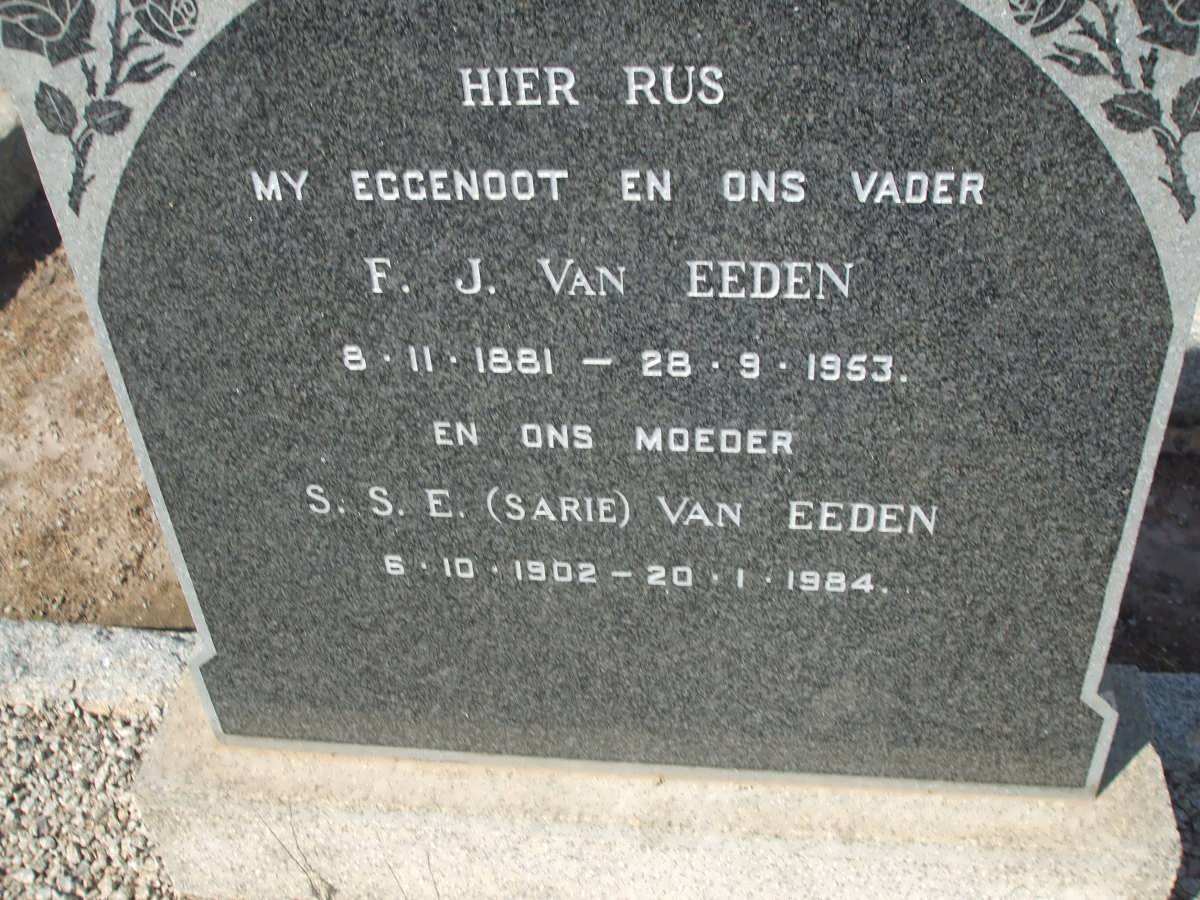 HIER RUS
MY EGGENOOT EN ONS VADER
F. J. VAN EEDEN
8·11·1881 – 28·9·1953.
EN ONS MOEDER
S. S. E. (SARIE) VAN EEDEN
6·10·1902 – 20·1·1984.